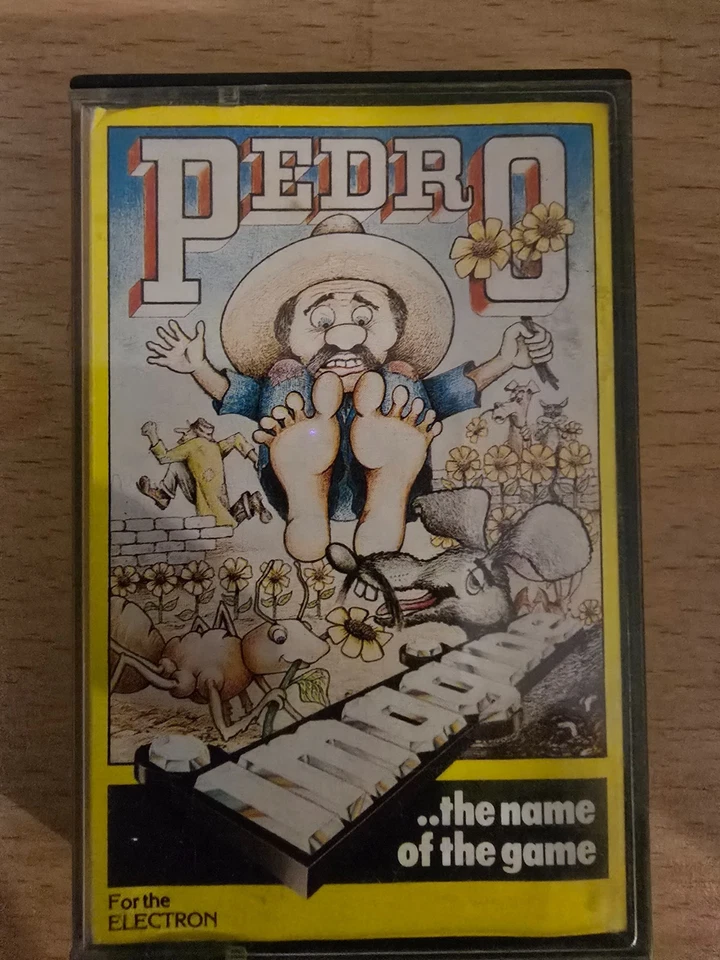 PEDRO
Imagine
..the name
of the game
For the
ELECTRON